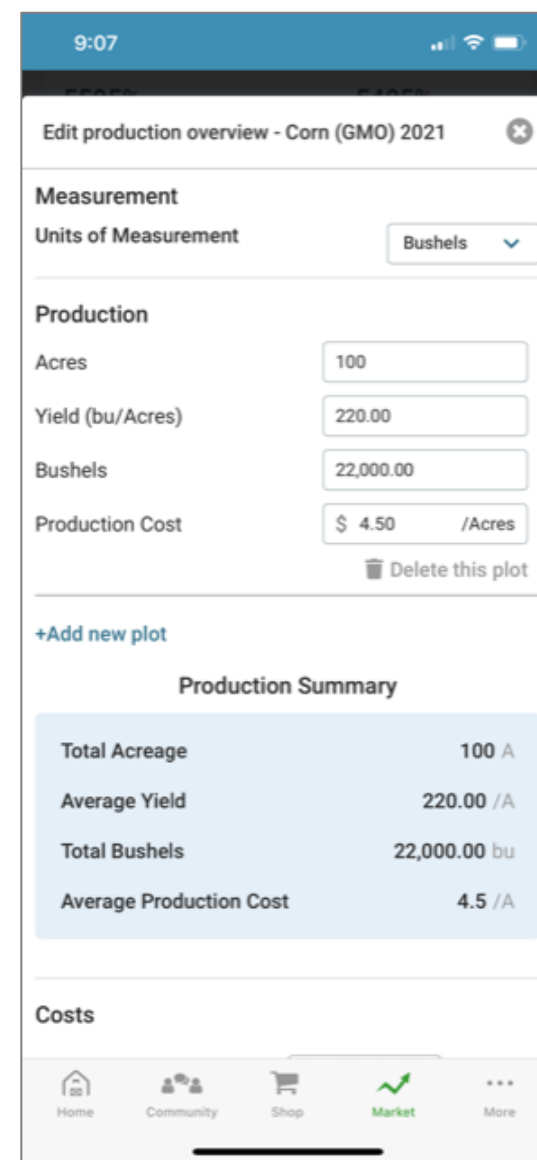 9:07
Edit production overview - Corn (GMO) 2021
Measurement
Units of Measurement
Bushels
Production
Acres
100
Yield (bu/Acres)
220.00
Bushels
22,000.00
Production Cost
$ 4.50 /Acres
Delete this plot
+Add new plot
Production Summary
Total Acreage 100 A
Average Yield 220.00 /A
Total Bushels 22,000.00 bu
Average Production Cost 4.5 /A
Costs
Home Community Shop Market More